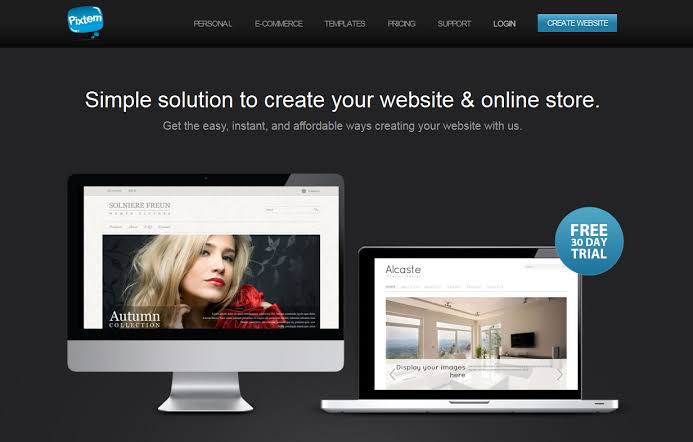 Pixtem
PERSONAL E-COMMERCE TEMPLATES PRICING SUPPORT LOGIN CREATE WEBSITE
Simple solution to create your website & online store.
Get the easy, instant, and affordable ways creating your website with us.
SOLNIERE FREUN
Autumn
COLLECTION
FREE
30 DAY
TRIAL
Alcaste
HOME
Display your images
here